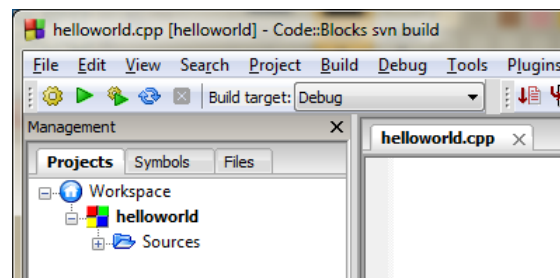 helloworld.cpp [helloworld] - Code::Blocks svn build
File Edit View Search Project Build Debug Tools Plugins
Build target: Debug
Management
helloworld.cpp
Projects Symbols Files
Workspace
helloworld
Sources